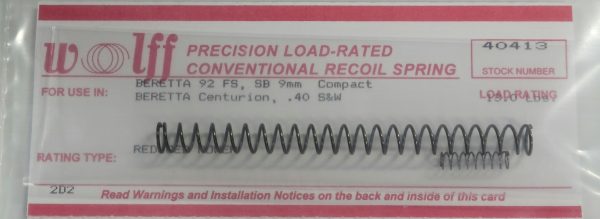 wolff
PRECISION LOAD-RATED
CONVENTIONAL RECOIL SPRING
40413
STOCK NUMBER
FOR USE IN:
BERETTA 92 FS, SB 9mm Compact
BERETTA Centurion, .40 S&W
LOAD RATING
RATING TYPE:
2D2
Read Warnings and Installation Notices on the back and inside of this card